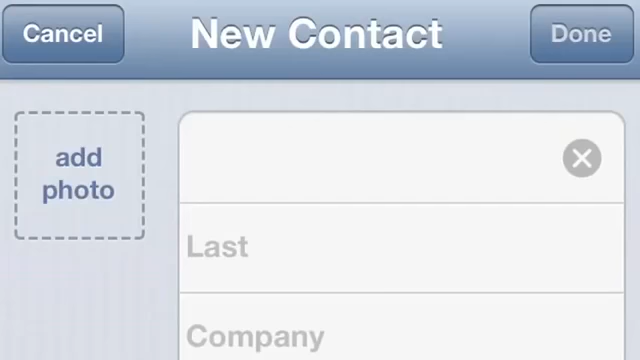 Cancel New Contact Done
add
photo
Last
Company